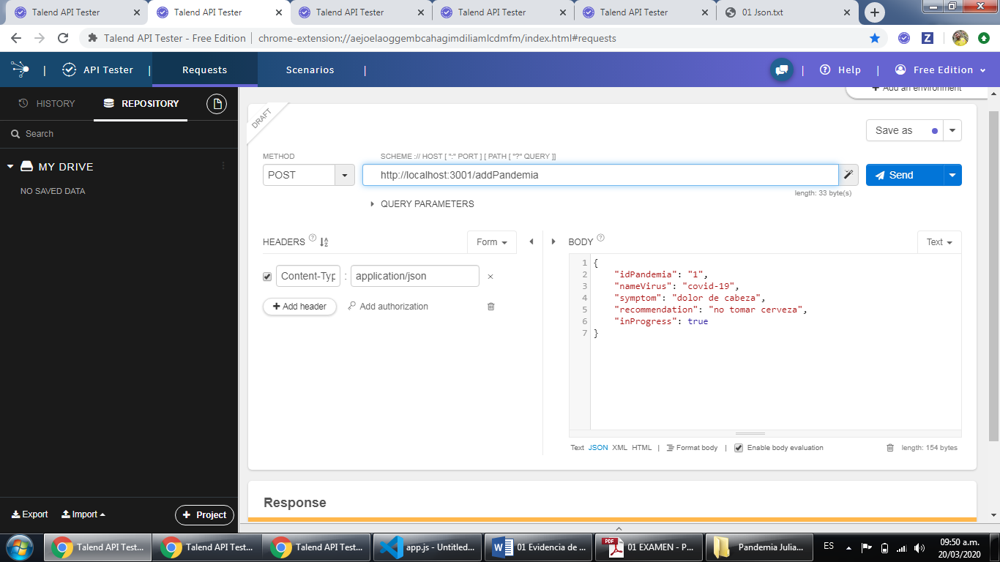 Talend API Tester
Talend API Tester
Talend API Tester
Talend API Tester
Talend API Tester
01 Json.txt
Talend API Tester - Free Edition | chrome-extension://aejoelaoggembcahagimdiliamlcdmfm/index.html#requests
| API Tester | Requests Scenarios | | Help | Free Edition
+ Add an environment
HISTORY REPOSITORY
Search
MY DRIVE
NO SAVED DATA
DRAFT
Save as
METHOD SCHEME :// HOST [ ":" PORT ] [ PATH [ "?" QUERY ]]
POST http://localhost:3001/addPandemia Send
length: 33 byte(s)
QUERY PARAMETERS
HEADERS ? Form
Content-Typ : application/json ×
+ Add header Add authorization
BODY ? Text
1 {
2 "idPandemia": "1",
3 "nameVirus": "covid-19",
4 "symptom": "dolor de cabeza",
5 "recommendation": "no tomar cerveza",
6 "inProgress": true
7 }
Text JSON XML HTML | Format body | Enable body evaluation length: 154 bytes
Response
Export Import + Project
Talend API Test...
Talend API Test...
Talend API Test...
app.js - Untitled...
01 Evidencia de ...
01 EXAMEN - P...
Pandemia Julia...
ES
09:50 a.m.
20/03/2020